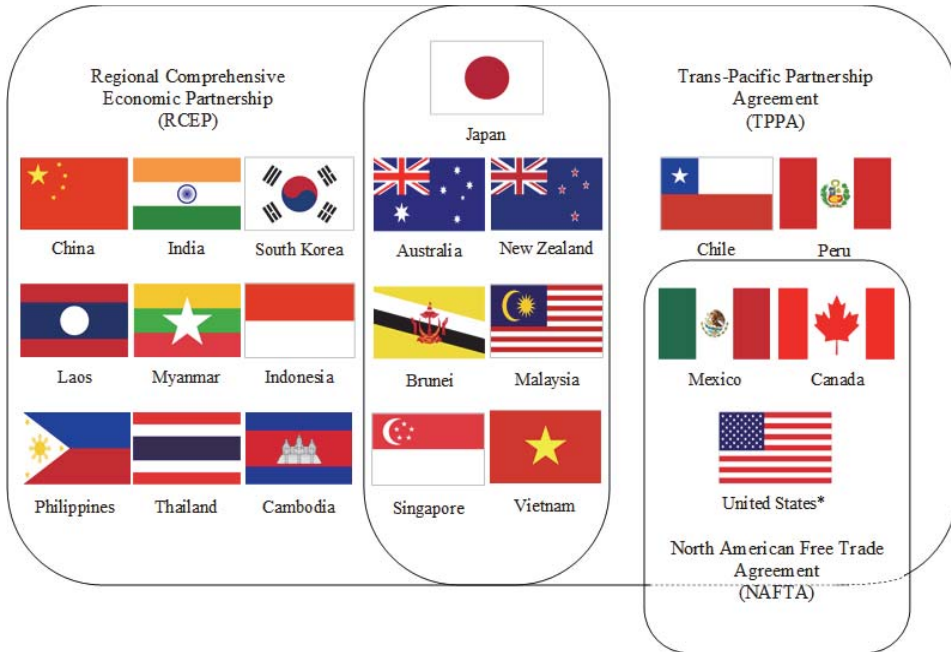 Regional Comprehensive
Economic Partnership
(RCEP)
China
India
South Korea
Laos
Myanmar
Indonesia
Philippines
Thailand
Cambodia
Japan
Australia
New Zealand
Brunei
Malaysia
Singapore
Vietnam
Trans-Pacific Partnership
Agreement
(TPPA)
Chile
Peru
Mexico
Canada
United States*
North American Free Trade
Agreement
(NAFTA)